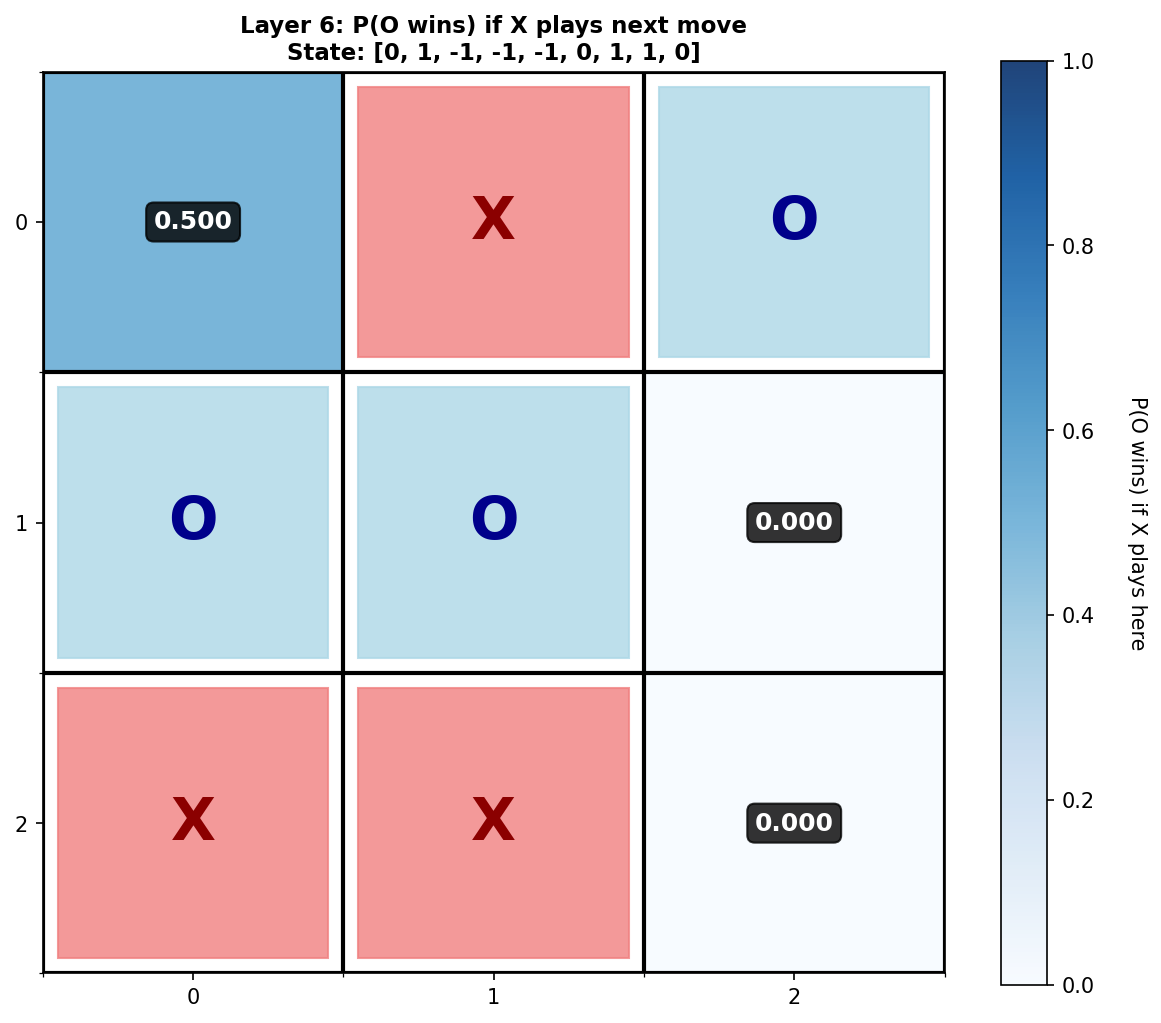 Layer 6: P(O wins) if X plays next move
State: [0, 1, -1, -1, -1, 0, 1, 1, 0]
0
0.500
X
O
1
O
O
0.000
2
X
X
0.000
0
1
2
1.0
0.8
0.6
0.4
0.2
0.0
P(O wins) if X plays here